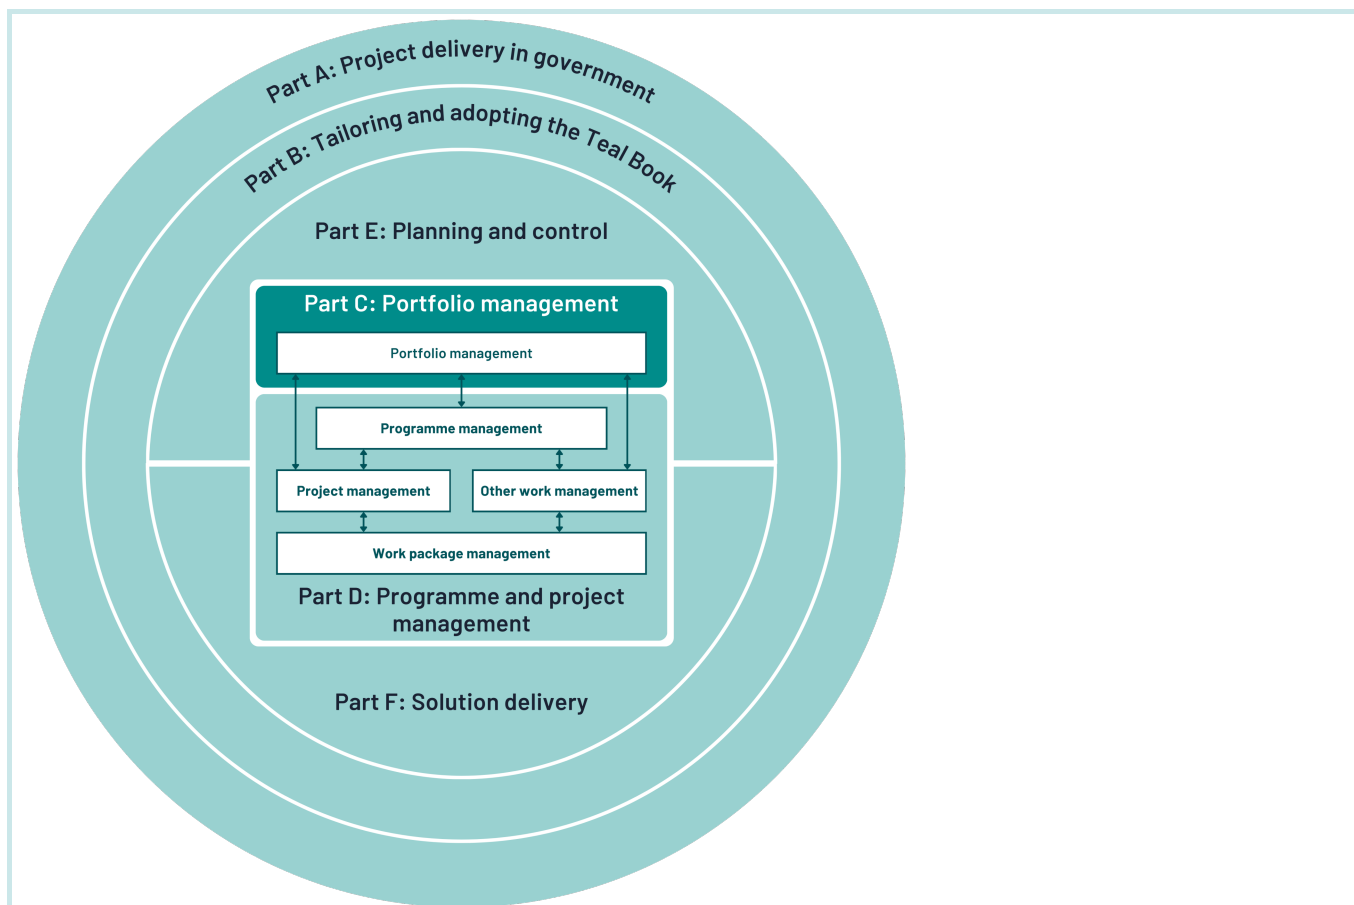 Part A: Project delivery in government
Part B: Tailoring and adopting the Teal Book
Part E: Planning and control
Part C: Portfolio management
Portfolio management
Programme management
Project management
Other work management
Work package management
Part D: Programme and project
management
Part F: Solution delivery